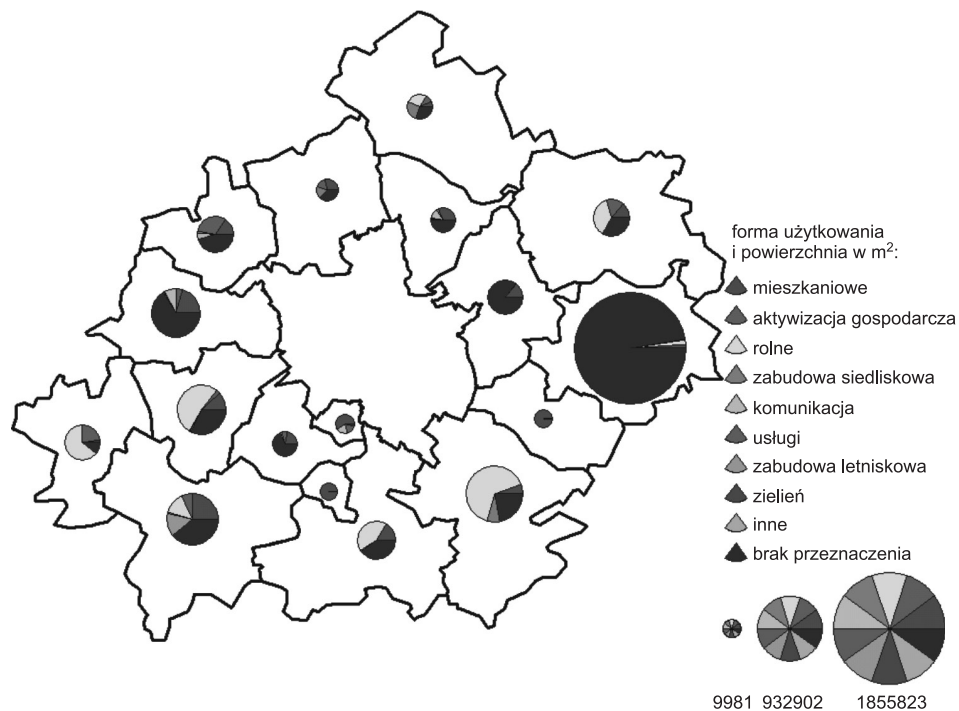 forma użytkowania
i powierzchnia w m²:
mieszkaniowe
aktywizacja gospodarcza
rolne
zabudowa siedliskowa
komunikacja
usługi
zabudowa letniskowa
zielień
inne
brak przeznaczenia
9981 932902 1855823